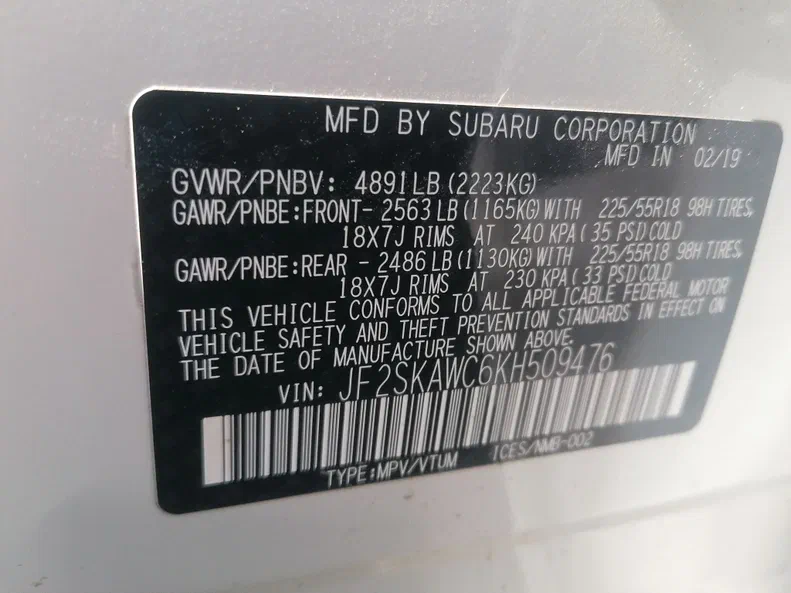 MFD BY SUBARU CORPORATION
MFD IN 02/19
GVWR/PNBV: 4891LB(2223KG)
GAWR/PNBE:FRONT- 2563LB(1165KG)WITH 225/55R18 98H TIRES,
18X7J RIMS AT 240 KPA(35 PSI)COLD
GAWR/PNBE:REAR - 2486LB(1130KG)WITH 225/55R18 98H TIRES,
18X7J RIMS AT 230 KPA(33 PSI)COLD
THIS VEHICLE CONFORMS TO ALL APPLICABLE FEDERAL MOTOR
VEHICLE SAFETY AND THEFT PREVENTION STANDARDS IN EFFECT ON
THE DATE OF MANUFACTURE SHOWN ABOVE.
VIN: JF2SKAWC6KH509476
TYPE:MPV/VTUM ICES/NMB-002